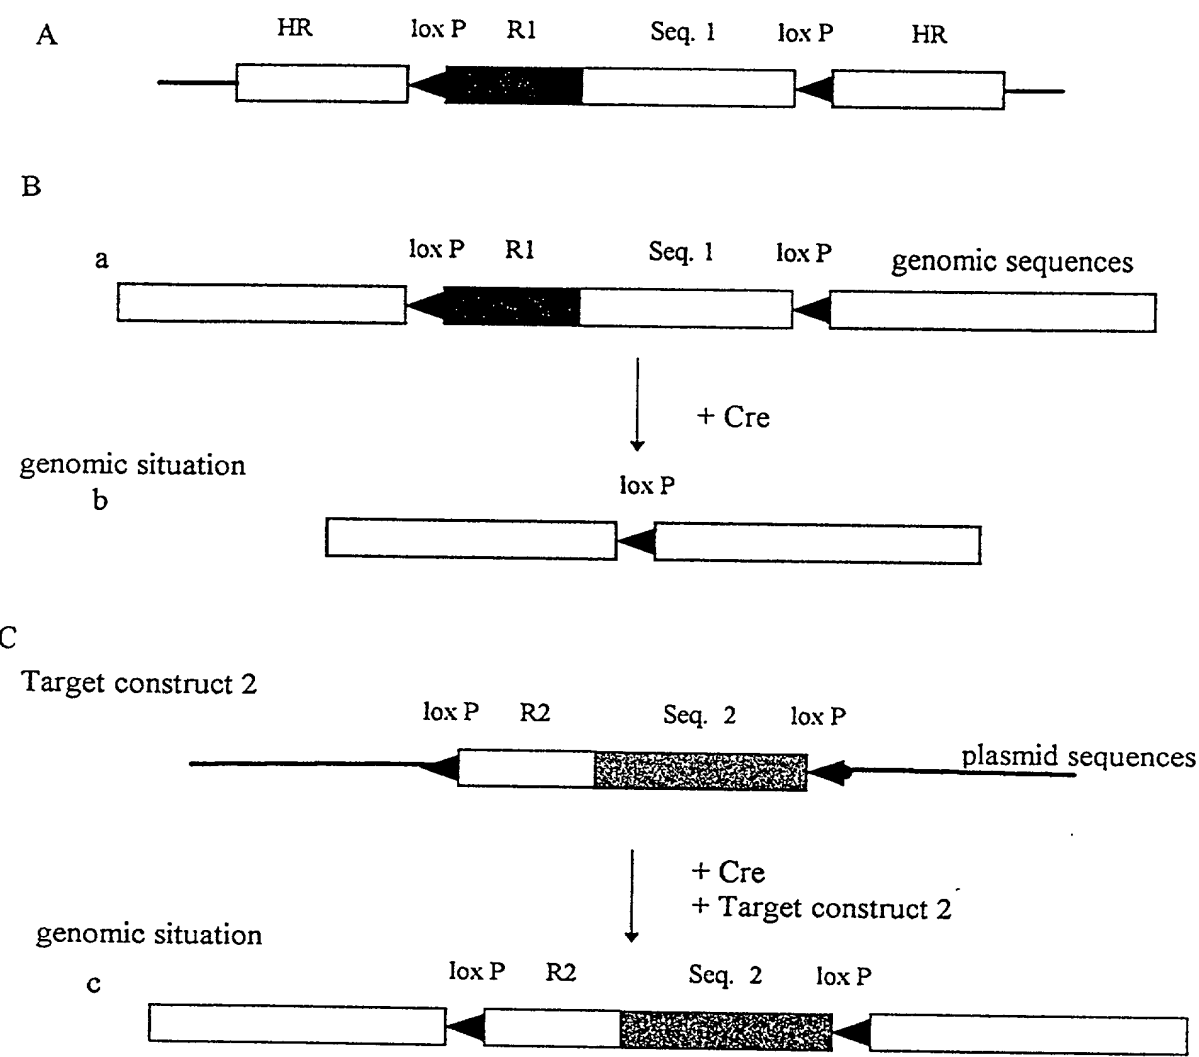 A
HR lox P R1 Seq. 1 lox P HR
B
a
lox P R1 Seq. 1 lox P genomic sequences
+ Cre
genomic situation
b
lox P
C
Target construct 2
lox P R2 Seq. 2 lox P
plasmid sequences
+ Cre
+ Target construct 2
genomic situation
c
lox P R2 Seq. 2 lox P